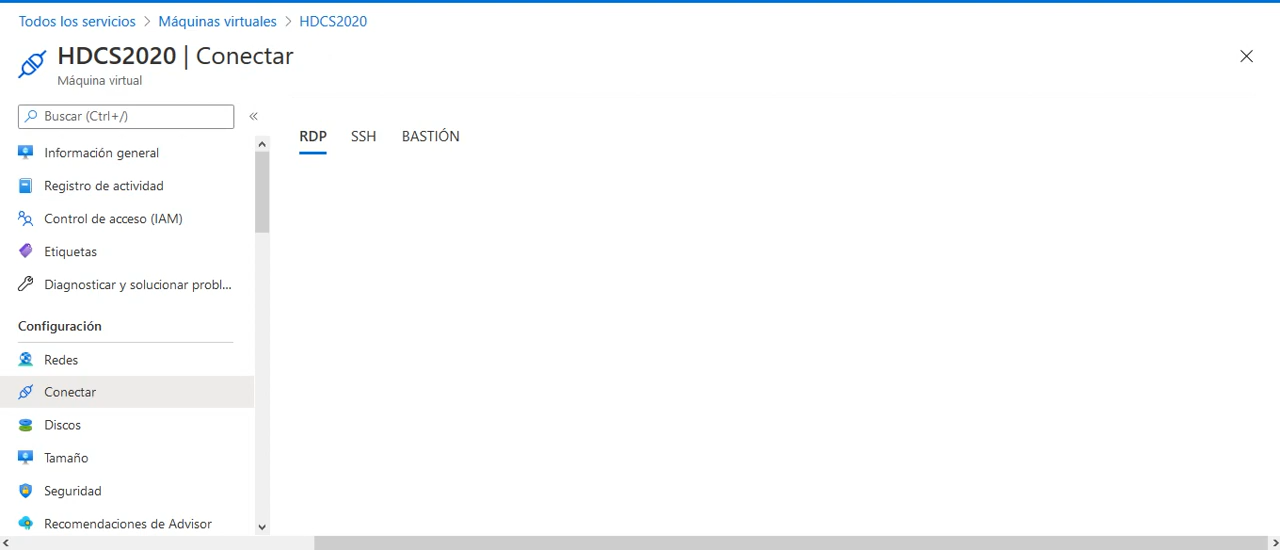 Todos los servicios > Máquinas virtuales > HDCS2020
HDCS2020 | Conectar
Máquina virtual
Buscar (Ctrl+/)
«
RDP SSH BASTIÓN
Información general
Registro de actividad
Control de acceso (IAM)
Etiquetas
Diagnosticar y solucionar probl...
Configuración
Redes
Conectar
Discos
Tamaño
Seguridad
Recomendaciones de Advisor